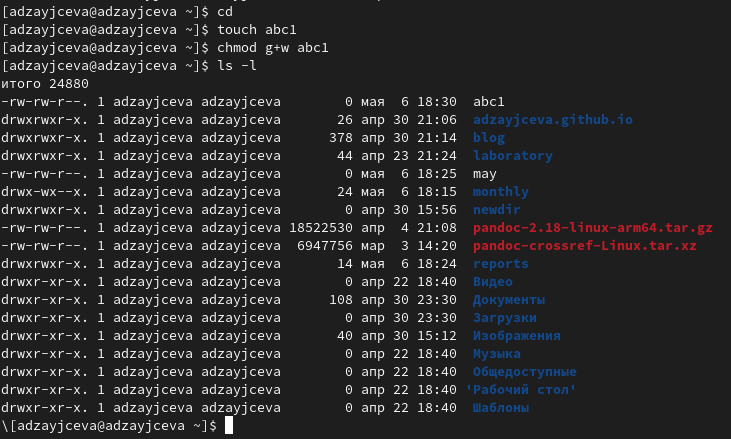 [adzayjceva@adzayjceva ~]$ cd
[adzayjceva@adzayjceva ~]$ touch abc1
[adzayjceva@adzayjceva ~]$ chmod g+w abc1
[adzayjceva@adzayjceva ~]$ ls -l
итого 24880
-rw-rw-r--. 1 adzayjceva adzayjceva        0 мая  6 18:30  abc1
drwxrwxr-x. 1 adzayjceva adzayjceva       26 апр 30 21:06  adzayjceva.github.io
drwxrwxr-x. 1 adzayjceva adzayjceva      378 апр 30 21:14  blog
drwxrwxr-x. 1 adzayjceva adzayjceva       44 апр 23 21:24  laboratory
-rw-rw-r--. 1 adzayjceva adzayjceva        0 мая  6 18:25  may
drwx-wx--x. 1 adzayjceva adzayjceva       24 мая  6 18:15  monthly
drwxrwxr-x. 1 adzayjceva adzayjceva        0 апр 30 15:56  newdir
-rw-rw-r--. 1 adzayjceva adzayjceva 18522530 апр  4 21:08  pandoc-2.18-linux-arm64.tar.gz
-rw-rw-r--. 1 adzayjceva adzayjceva  6947756 мар  3 14:20  pandoc-crossref-Linux.tar.xz
drwxrwxr-x. 1 adzayjceva adzayjceva       14 мая  6 18:24  reports
drwxr-xr-x. 1 adzayjceva adzayjceva        0 апр 22 18:40  Видео
drwxr-xr-x. 1 adzayjceva adzayjceva      108 апр 30 23:30  Документы
drwxr-xr-x. 1 adzayjceva adzayjceva        0 апр 30 23:30  Загрузки
drwxr-xr-x. 1 adzayjceva adzayjceva       40 апр 30 15:12  Изображения
drwxr-xr-x. 1 adzayjceva adzayjceva        0 апр 22 18:40  Музыка
drwxr-xr-x. 1 adzayjceva adzayjceva        0 апр 22 18:40  Общедоступные
drwxr-xr-x. 1 adzayjceva adzayjceva        0 апр 22 18:40 'Рабочий стол'
drwxr-xr-x. 1 adzayjceva adzayjceva        0 апр 22 18:40  Шаблоны
\[adzayjceva@adzayjceva ~]$